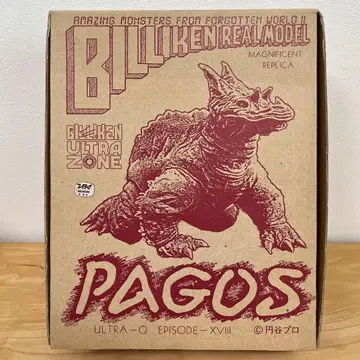 AMAZING MONSTERS FROM FORGOTTEN WORLD!!
BILLIKEN REAL MODEL
MAGNIFICENT
REPLICA
BILLIKEN
ULTRA
ZONE
PAGOS
ULTRA-Q EPISODE-XVIII ©円谷プロ